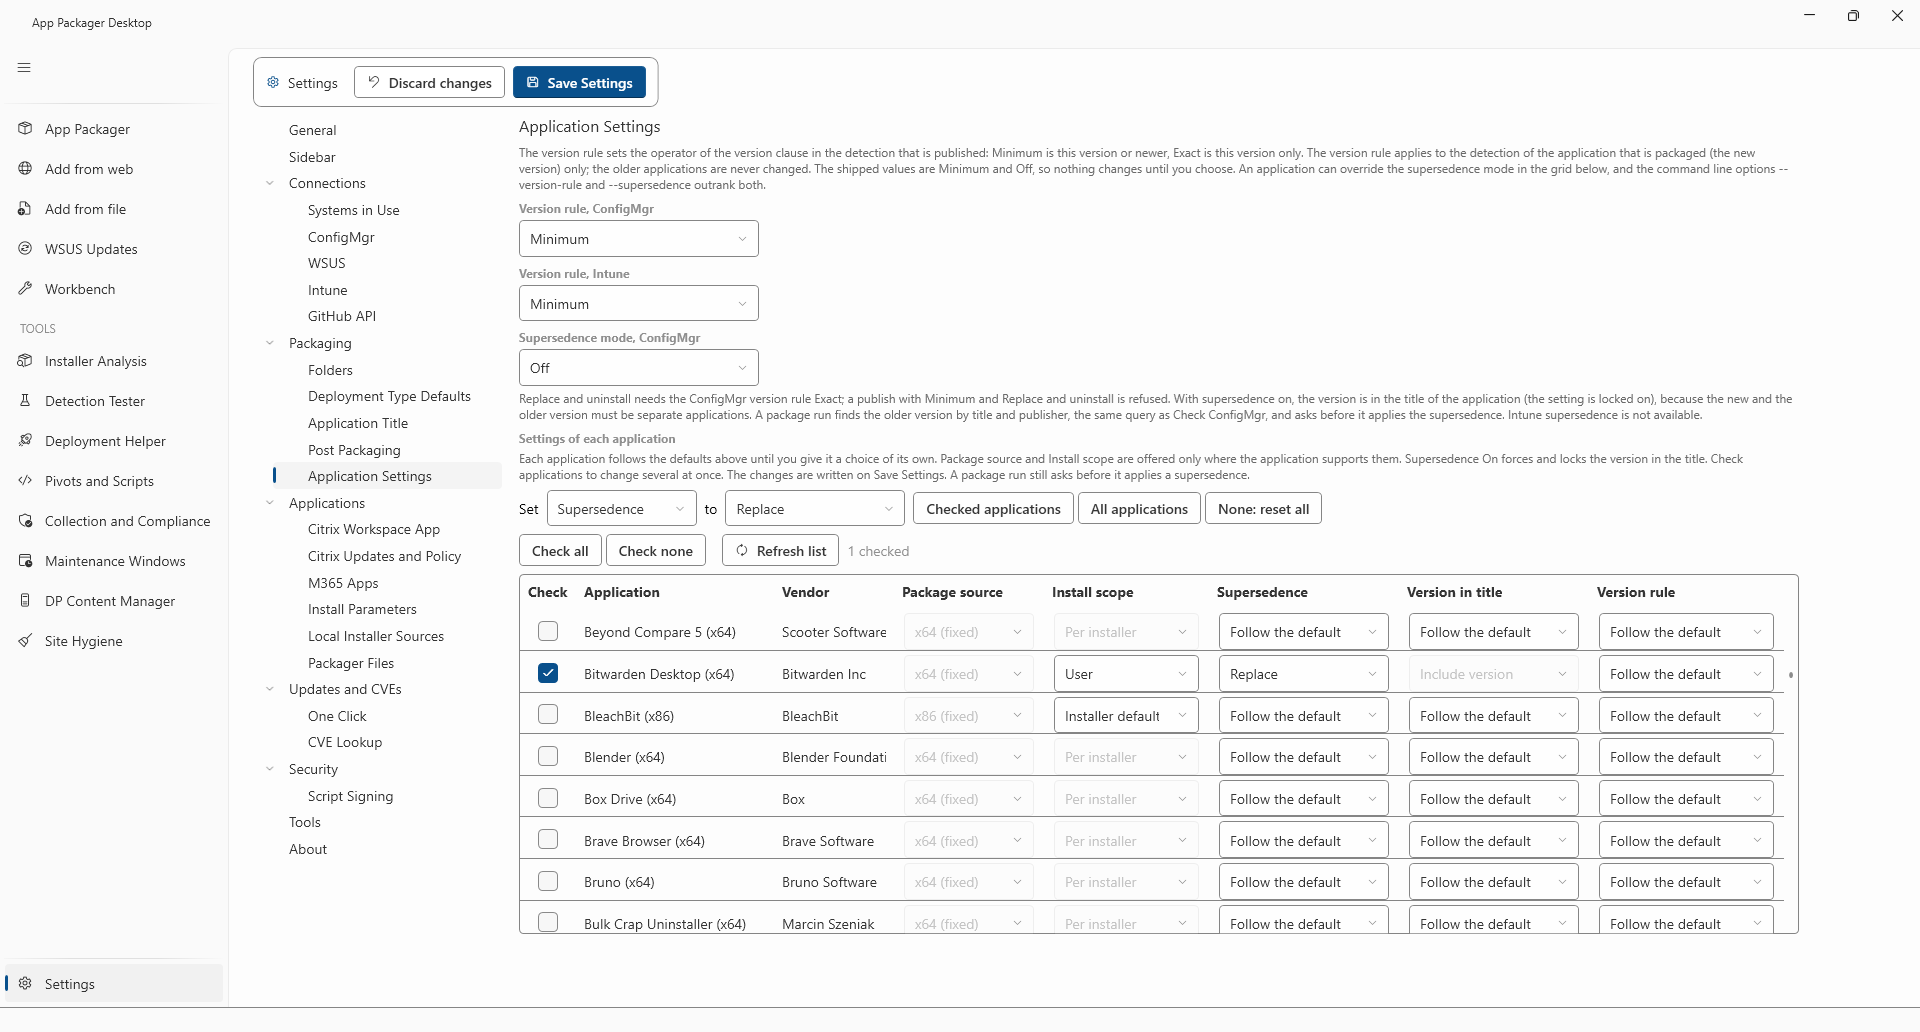 App Packager Desktop
Settings
Discard changes
Save Settings
App Packager
Add from web
Add from file
WSUS Updates
Workbench
TOOLS
Installer Analysis
Detection Tester
Deployment Helper
Pivots and Scripts
Collection and Compliance
Maintenance Windows
DP Content Manager
Site Hygiene
Settings
General
Sidebar
Connections
Systems in Use
ConfigMgr
WSUS
Intune
GitHub API
Packaging
Folders
Deployment Type Defaults
Application Title
Post Packaging
Application Settings
Applications
Citrix Workspace App
Citrix Updates and Policy
M365 Apps
Install Parameters
Local Installer Sources
Packager Files
Updates and CVEs
One Click
CVE Lookup
Security
Script Signing
Tools
About
Application Settings
The version rule sets the operator of the version clause in the detection that is published: Minimum is this version or newer, Exact is this version only. The version rule applies to the detection of the application that is packaged (the new
version) only; the older applications are never changed. The shipped values are Minimum and Off, so nothing changes until you choose. An application can override the supersedence mode in the grid below, and the command line options --
version-rule and --supersedence outrank both.
Version rule, ConfigMgr
Minimum
Version rule, Intune
Minimum
Supersedence mode, ConfigMgr
Off
Replace and uninstall needs the ConfigMgr version rule Exact; a publish with Minimum and Replace and uninstall is refused. With supersedence on, the version is in the title of the application (the setting is locked on), because the new and the
older version must be separate applications. A package run finds the older version by title and publisher, the same query as Check ConfigMgr, and asks before it applies the supersedence. Intune supersedence is not available.
Settings of each application
Each application follows the defaults above until you give it a choice of its own. Package source and Install scope are offered only where the application supports them. Supersedence On forces and locks the version in the title. Check
applications to change several at once. The changes are written on Save Settings. A package run still asks before it applies a supersedence.
Set Supersedence to Replace Checked applications All applications None: reset all
Check all Check none Refresh list 1 checked
Check Application Vendor Package source Install scope Supersedence Version in title Version rule
Beyond Compare 5 (x64) Scooter Software x64 (fixed) Per installer Follow the default Follow the default Follow the default
Bitwarden Desktop (x64) Bitwarden Inc x64 (fixed) User Replace Include version Follow the default
BleachBit (x86) BleachBit x86 (fixed) Installer default Follow the default Follow the default Follow the default
Blender (x64) Blender Foundati x64 (fixed) Per installer Follow the default Follow the default Follow the default
Box Drive (x64) Box x64 (fixed) Per installer Follow the default Follow the default Follow the default
Brave Browser (x64) Brave Software x64 (fixed) Per installer Follow the default Follow the default Follow the default
Bruno (x64) Bruno Software x64 (fixed) Per installer Follow the default Follow the default Follow the default
Bulk Crap Uninstaller (x64) Marcin Szeniak x64 (fixed) Per installer Follow the default Follow the default Follow the default